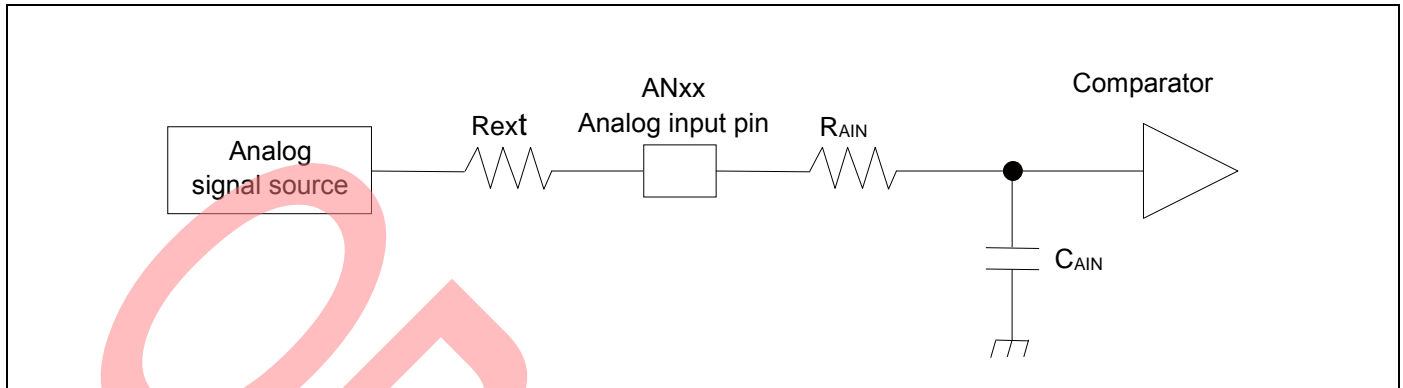 Comparator
ANxx
Analog input pin
Rext
RAIN
Analog
signal source
CAIN